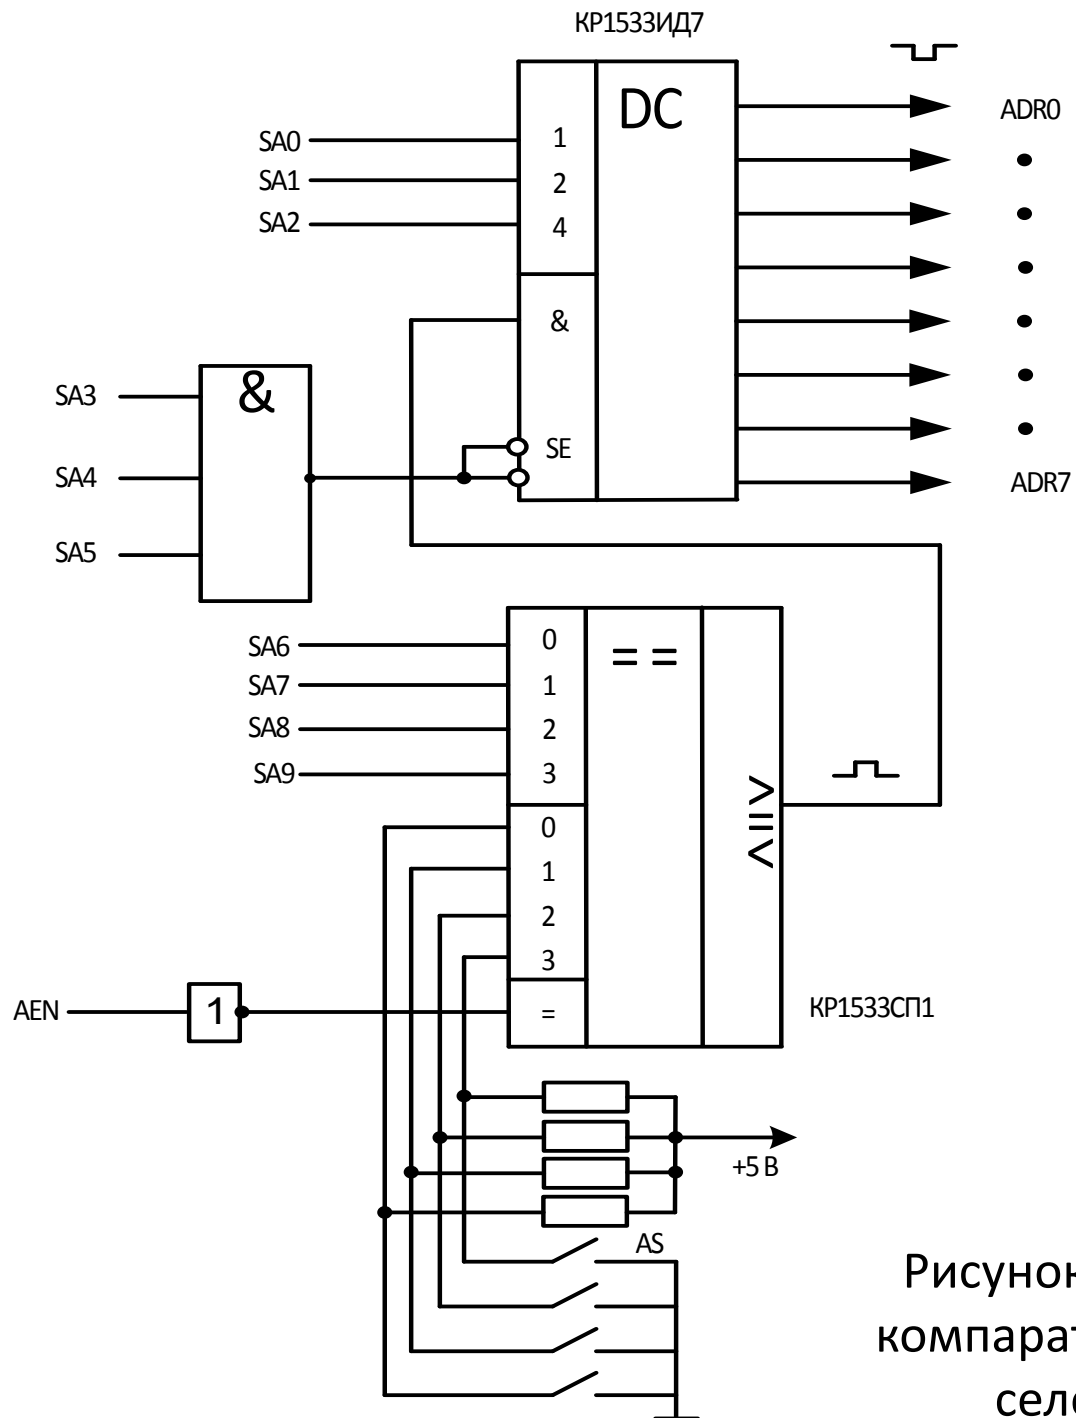 КР1533ИД7
DC
SA0
SA1
SA2
1
2
4
&
SE
ADR0
ADR7
&
SA3
SA4
SA5
SA6
SA7
SA8
SA9
0
1
2
3
0
1
2
3
=
= =
< = >
AEN
1
КР1533СП1
+5 В
AS
Рисунок
компарат
селе